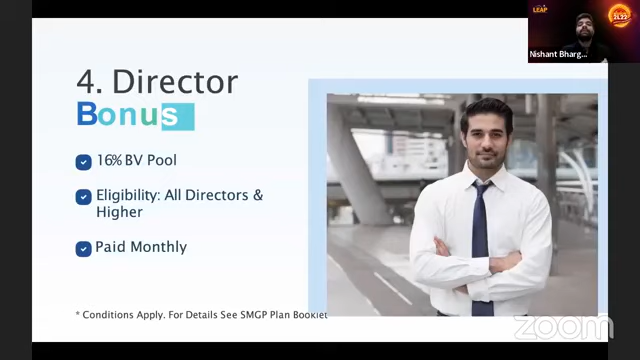 4. Director
Bonus
16% BV Pool
Eligibility: All Directors &
Higher
Paid Monthly
* Conditions Apply. For Details See SMGP Plan Booklet
LEAP
Nishant Bharg...
zoom